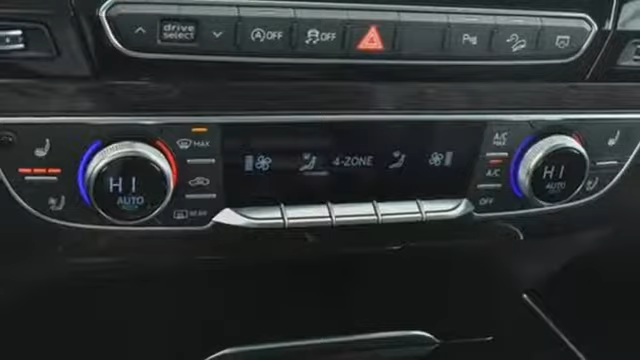 drive select
OFF
OFF
P
MAX
4-ZONE
A/C MAX
HI AUTO
A/C
HI AUTO
REAR
OFF